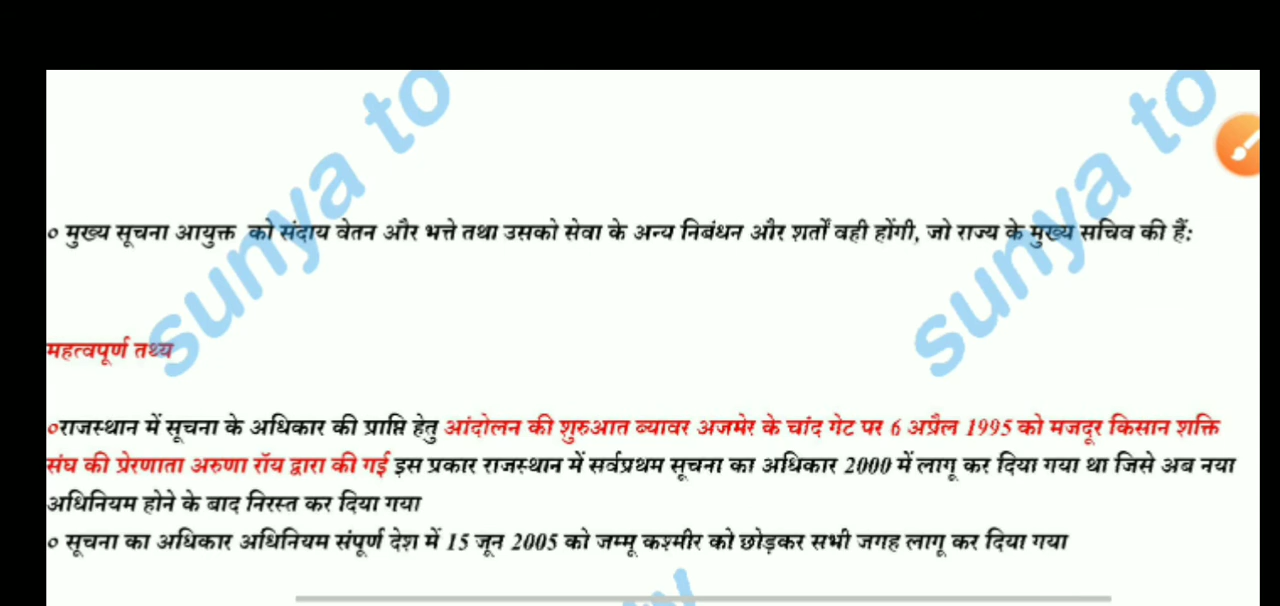 sunya to
sunya to
० मुख्य सूचना आयुक्त को संदाय वेतन और भत्ते तथा उसको सेवा के अन्य निबंधन और शर्तों वही होंगी, जो राज्य के मुख्य सचिव की हैं:
महत्वपूर्ण तथ्य
०राजस्थान में सूचना के अधिकार की प्राप्ति हेतु आंदोलन की शुरुआत ब्यावर अजमेर के चांद गेट पर 6 अप्रैल 1995 को मजदूर किसान शक्ति
संघ की प्रेरणाता अरुणा रॉय द्वारा की गई इस प्रकार राजस्थान में सर्वप्रथम सूचना का अधिकार 2000 में लागू कर दिया गया था जिसे अब नया
अधिनियम होने के बाद निरस्त कर दिया गया
० सूचना का अधिकार अधिनियम संपूर्ण देश में 15 जून 2005 को जम्मू कश्मीर को छोड़कर सभी जगह लागू कर दिया गया